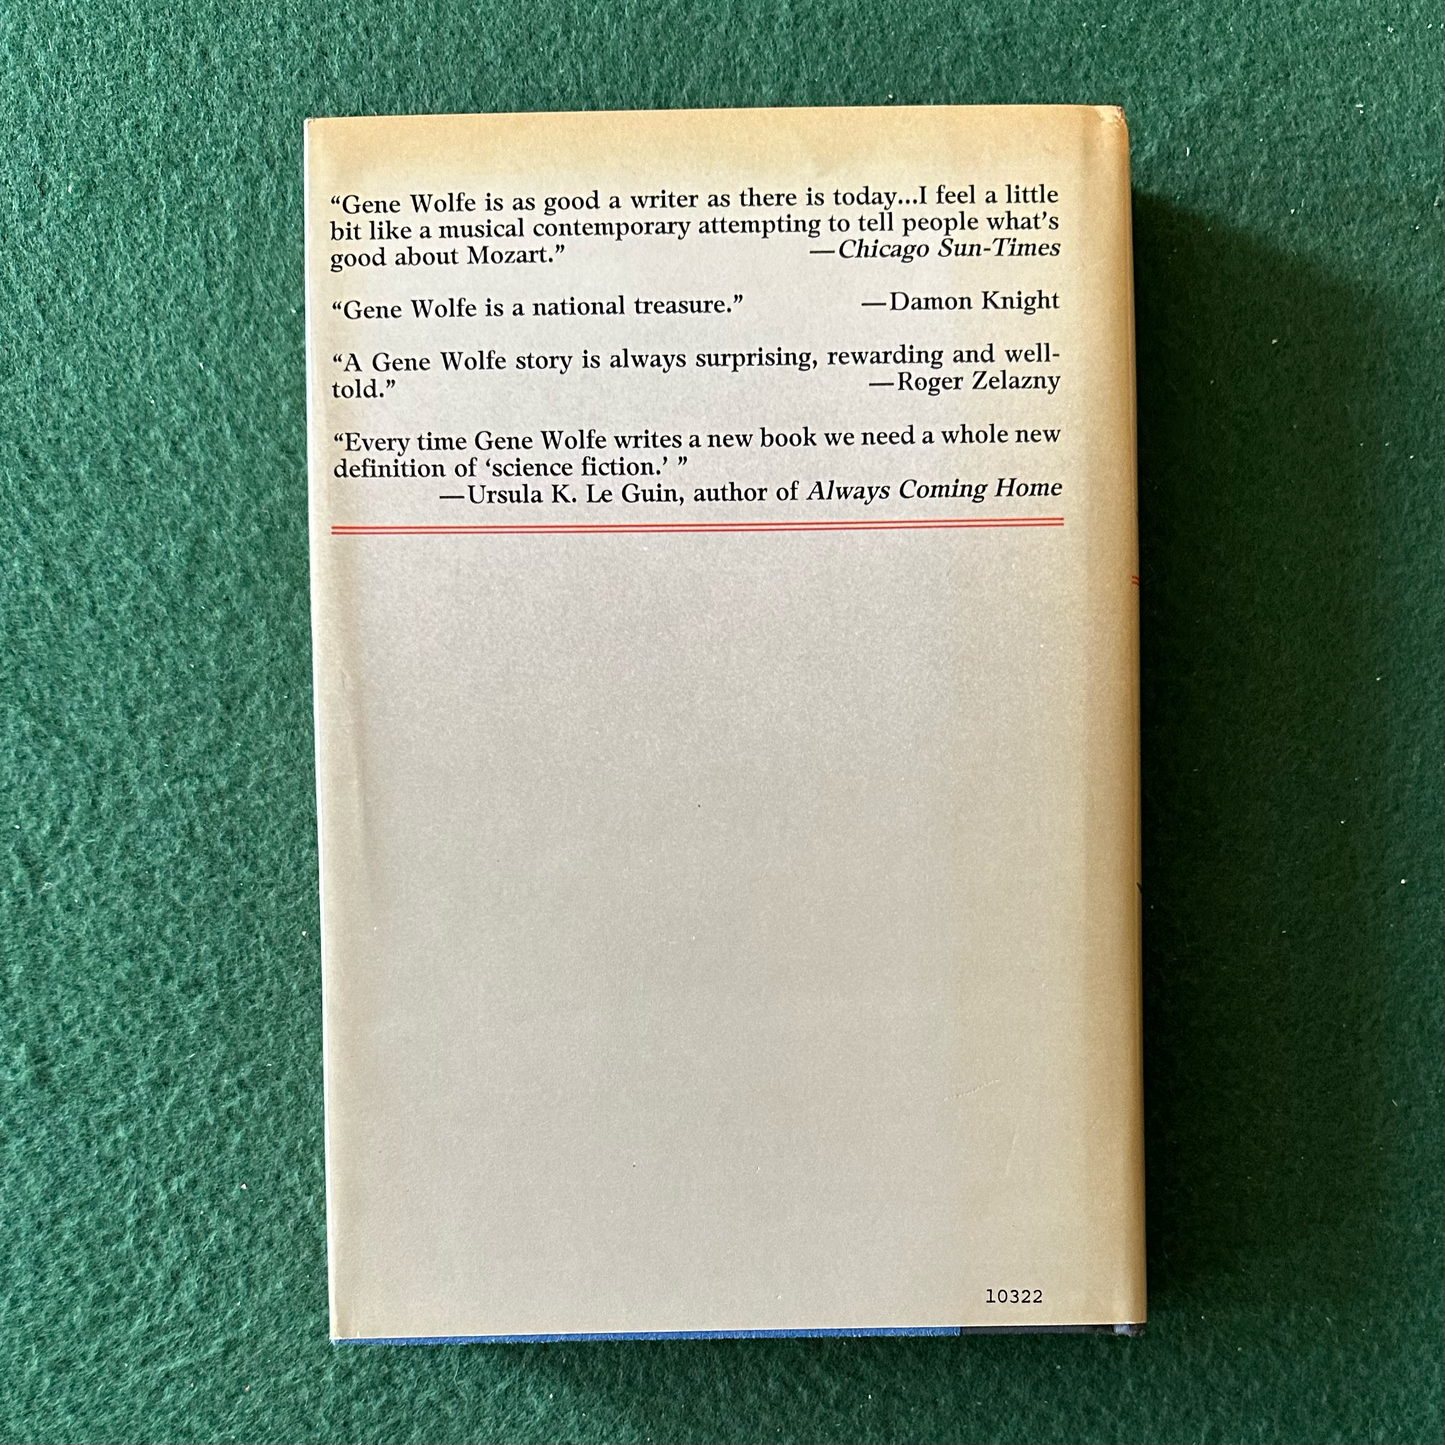 “Gene Wolfe is as good a writer as there is today...I feel a little
bit like a musical contemporary attempting to tell people what’s
good about Mozart.” —Chicago Sun-Times
“Gene Wolfe is a national treasure.” —Damon Knight
“A Gene Wolfe story is always surprising, rewarding and well-
told.” —Roger Zelazny
“Every time Gene Wolfe writes a new book we need a whole new
definition of ‘science fiction.’ ”
—Ursula K. Le Guin, author of Always Coming Home
10322